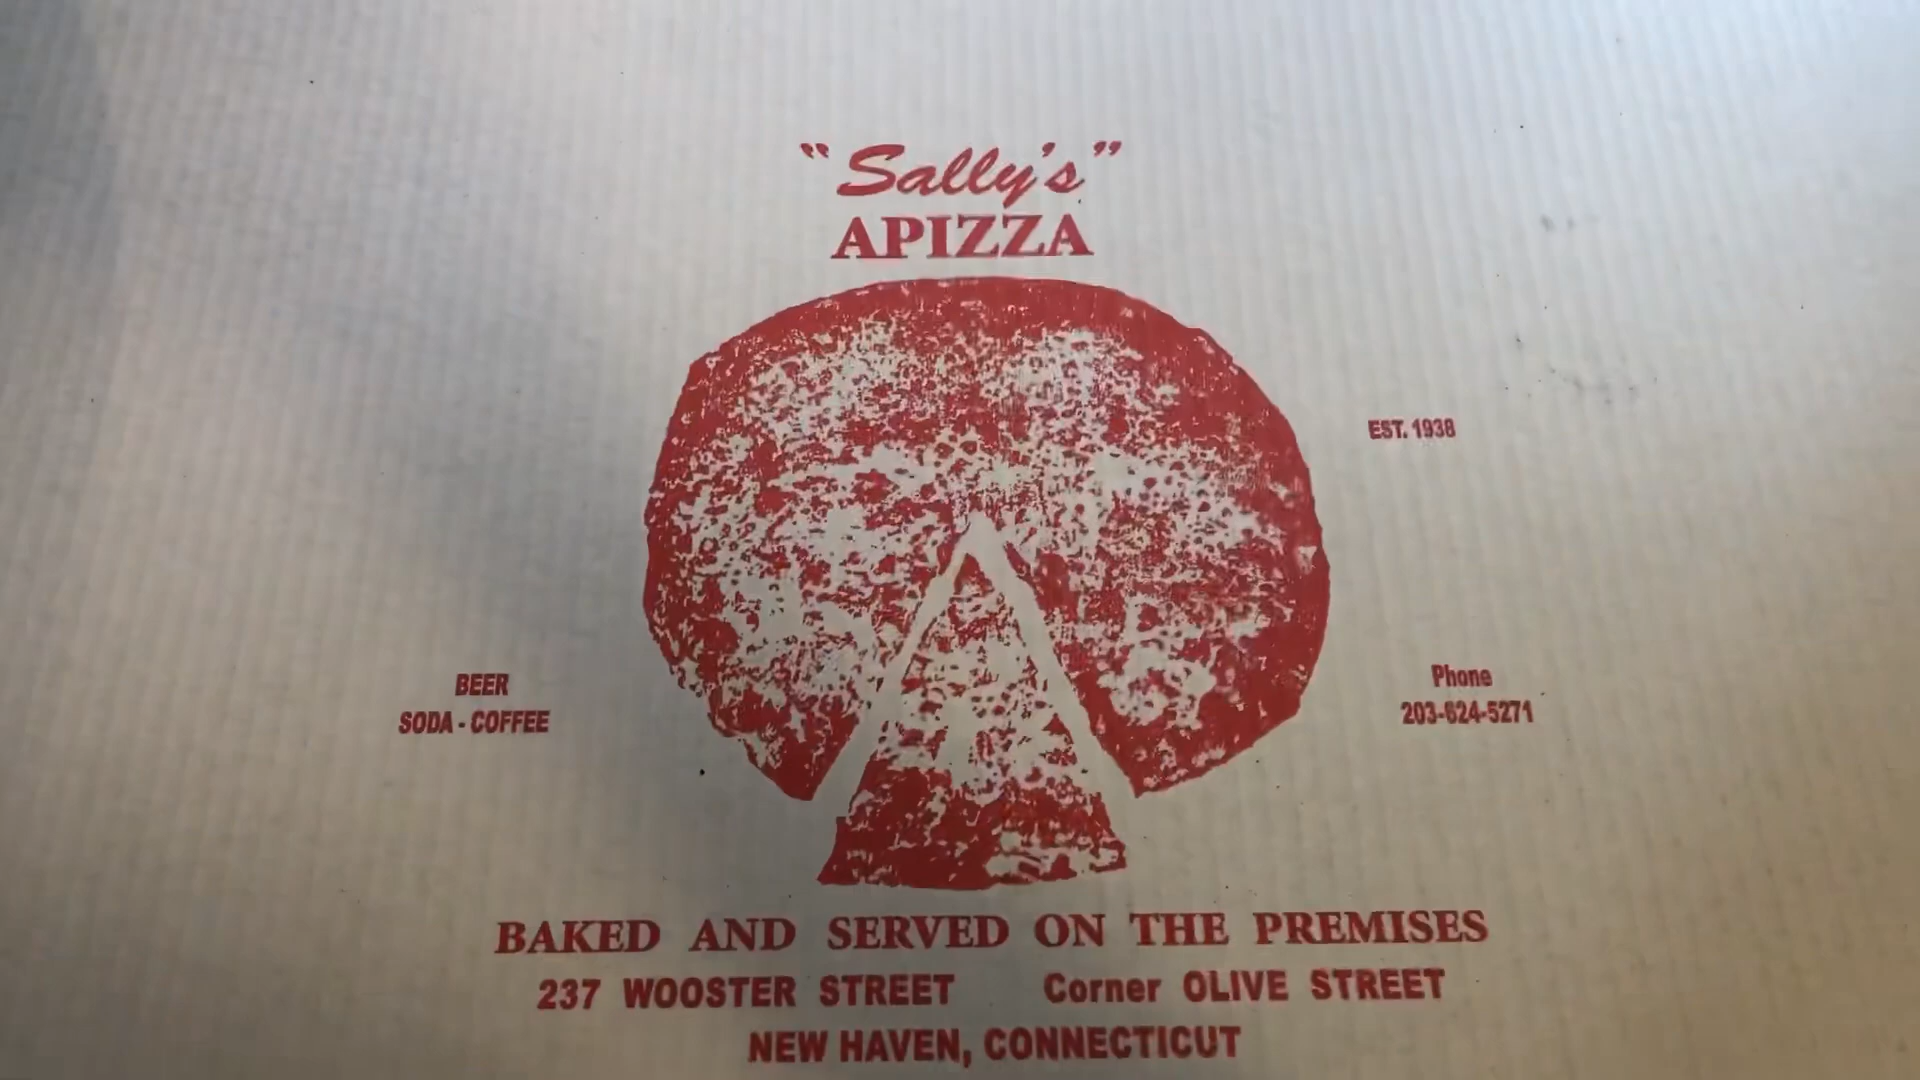 "Sally's"
APIZZA
EST. 1938
BEER
SODA - COFFEE
Phone
203-624-5271
BAKED AND SERVED ON THE PREMISES
237 WOOSTER STREET Corner OLIVE STREET
NEW HAVEN, CONNECTICUT